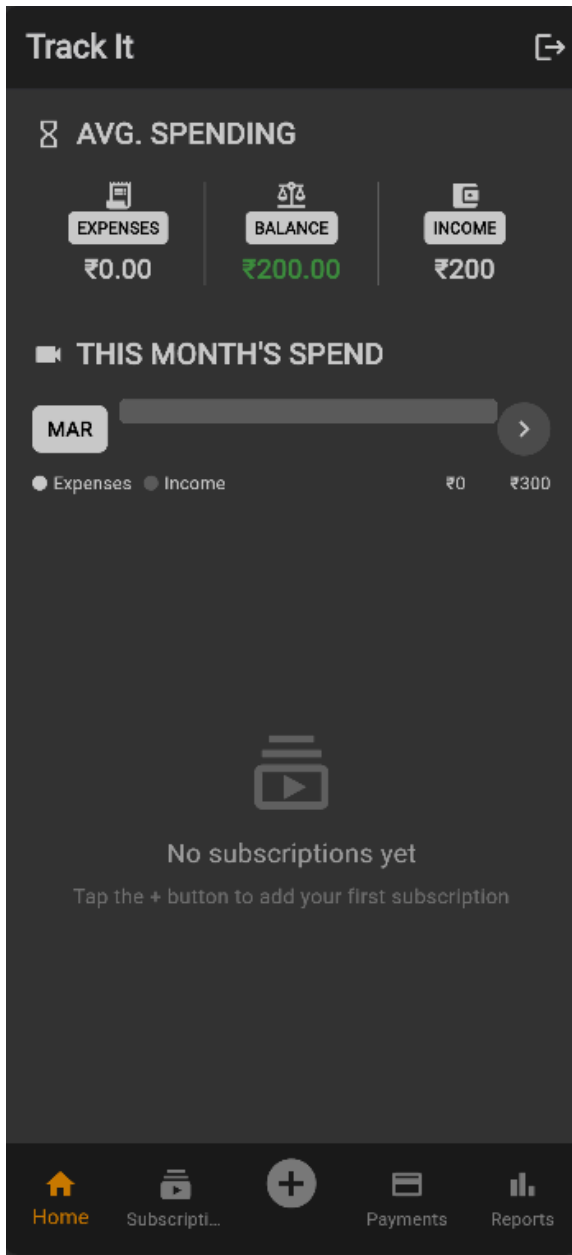 Track It
AVG. SPENDING
EXPENSES BALANCE INCOME
₹0.00 ₹200.00 ₹200
THIS MONTH'S SPEND
MAR
Expenses Income ₹0 ₹300
No subscriptions yet
Tap the + button to add your first subscription
Home Subscripti... Payments Reports